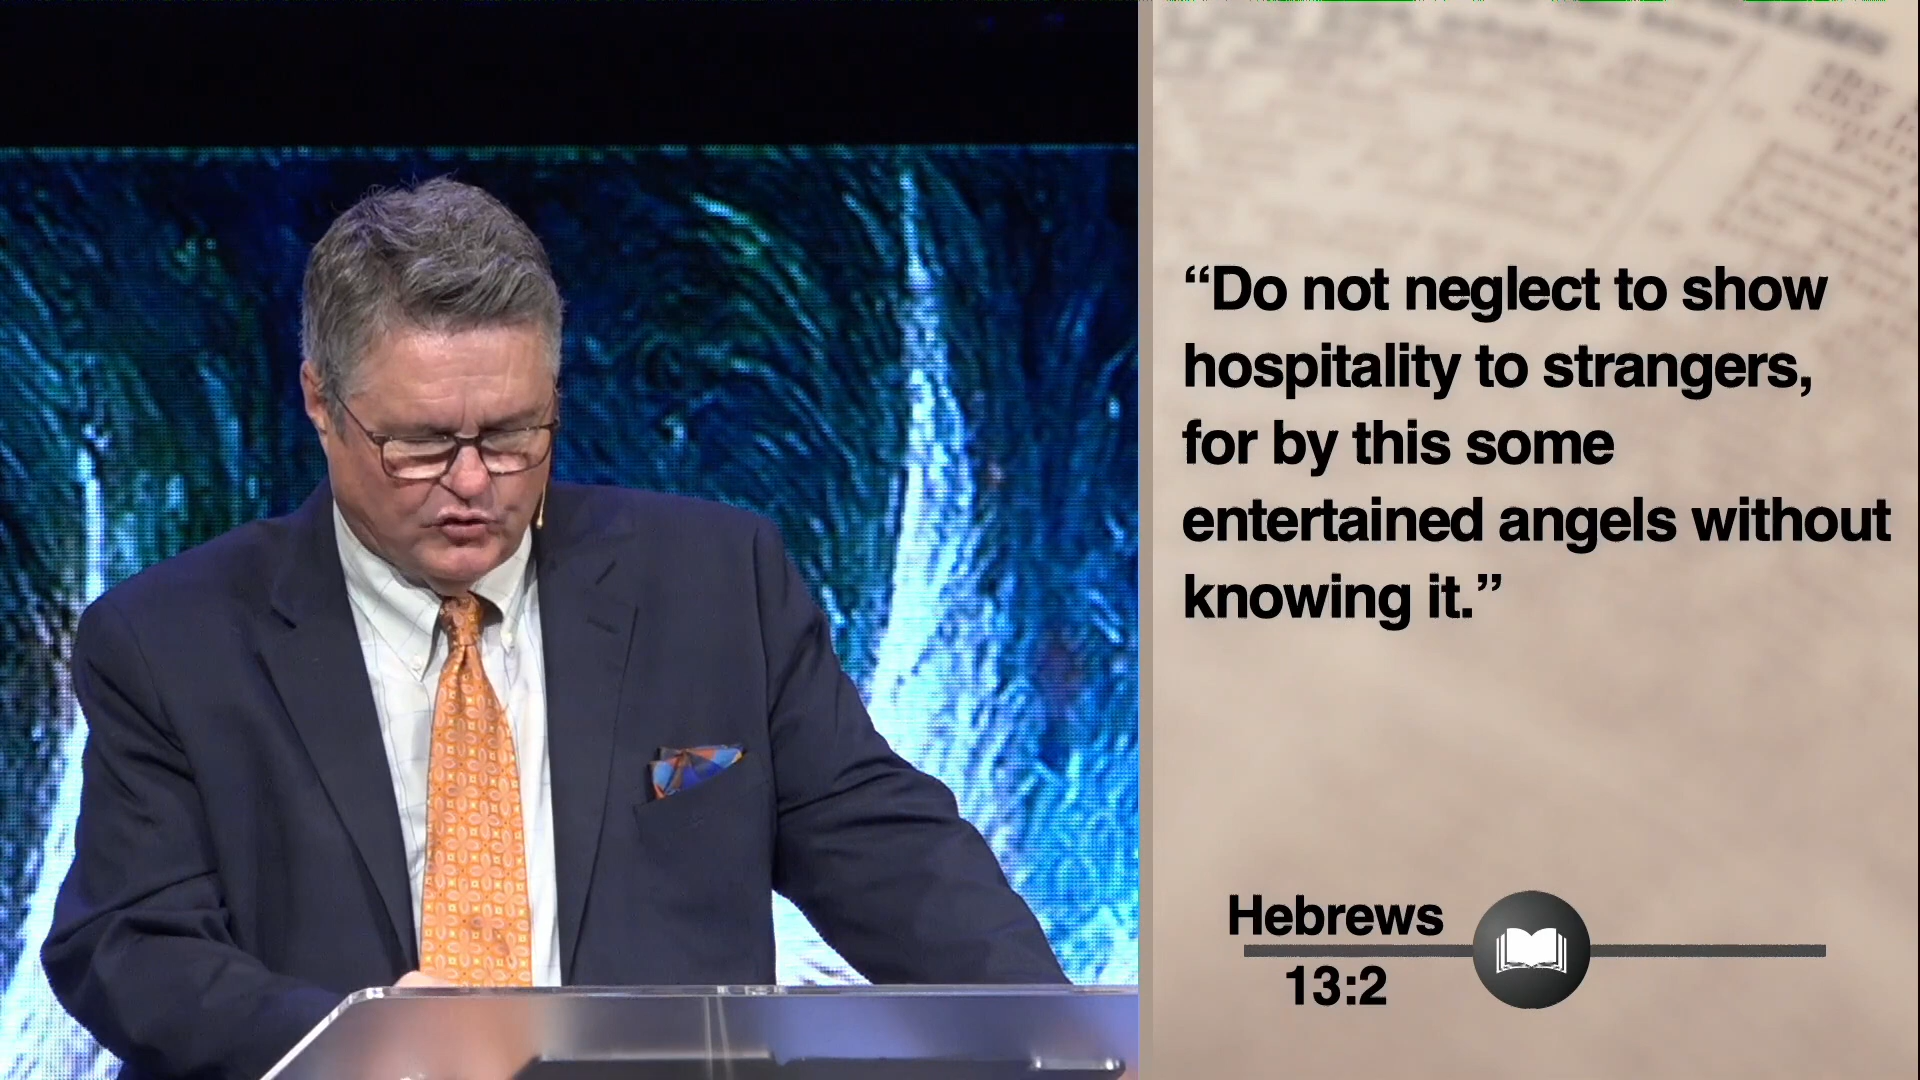 “Do not neglect to show
hospitality to strangers,
for by this some
entertained angels without
knowing it.”
Hebrews
13:2